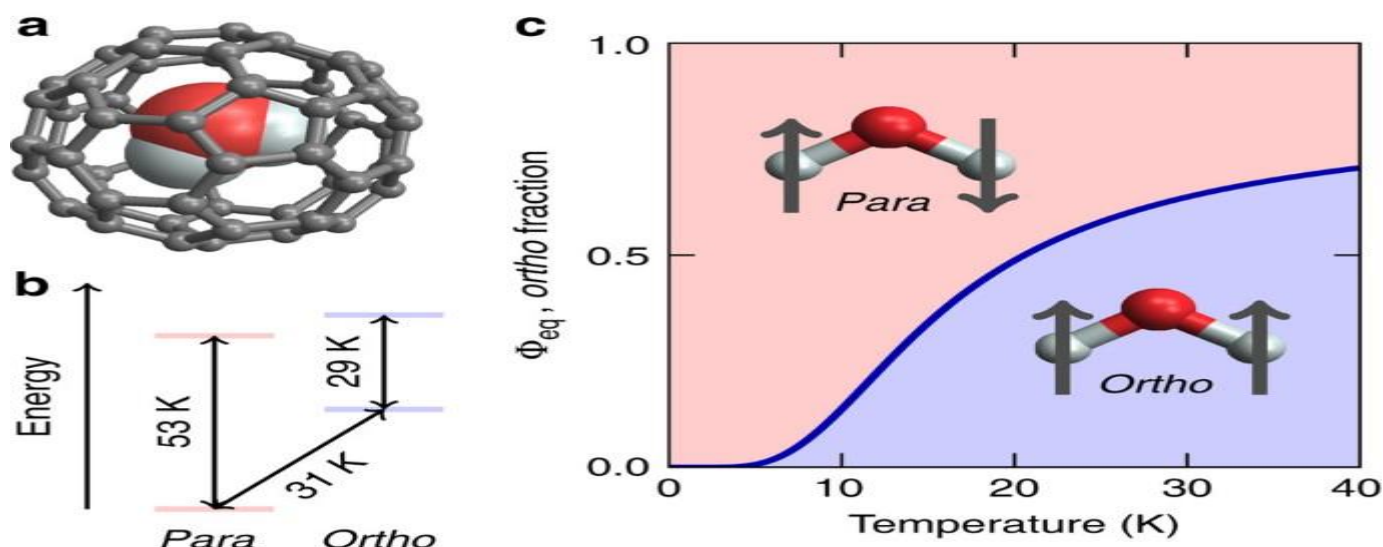 a
b
Energy
53 K
31 K
29 K
Para
Ortho
c
Φeq, ortho fraction
1.0
0.5
0.0
Para
Ortho
0
10
20
30
40
Temperature (K)